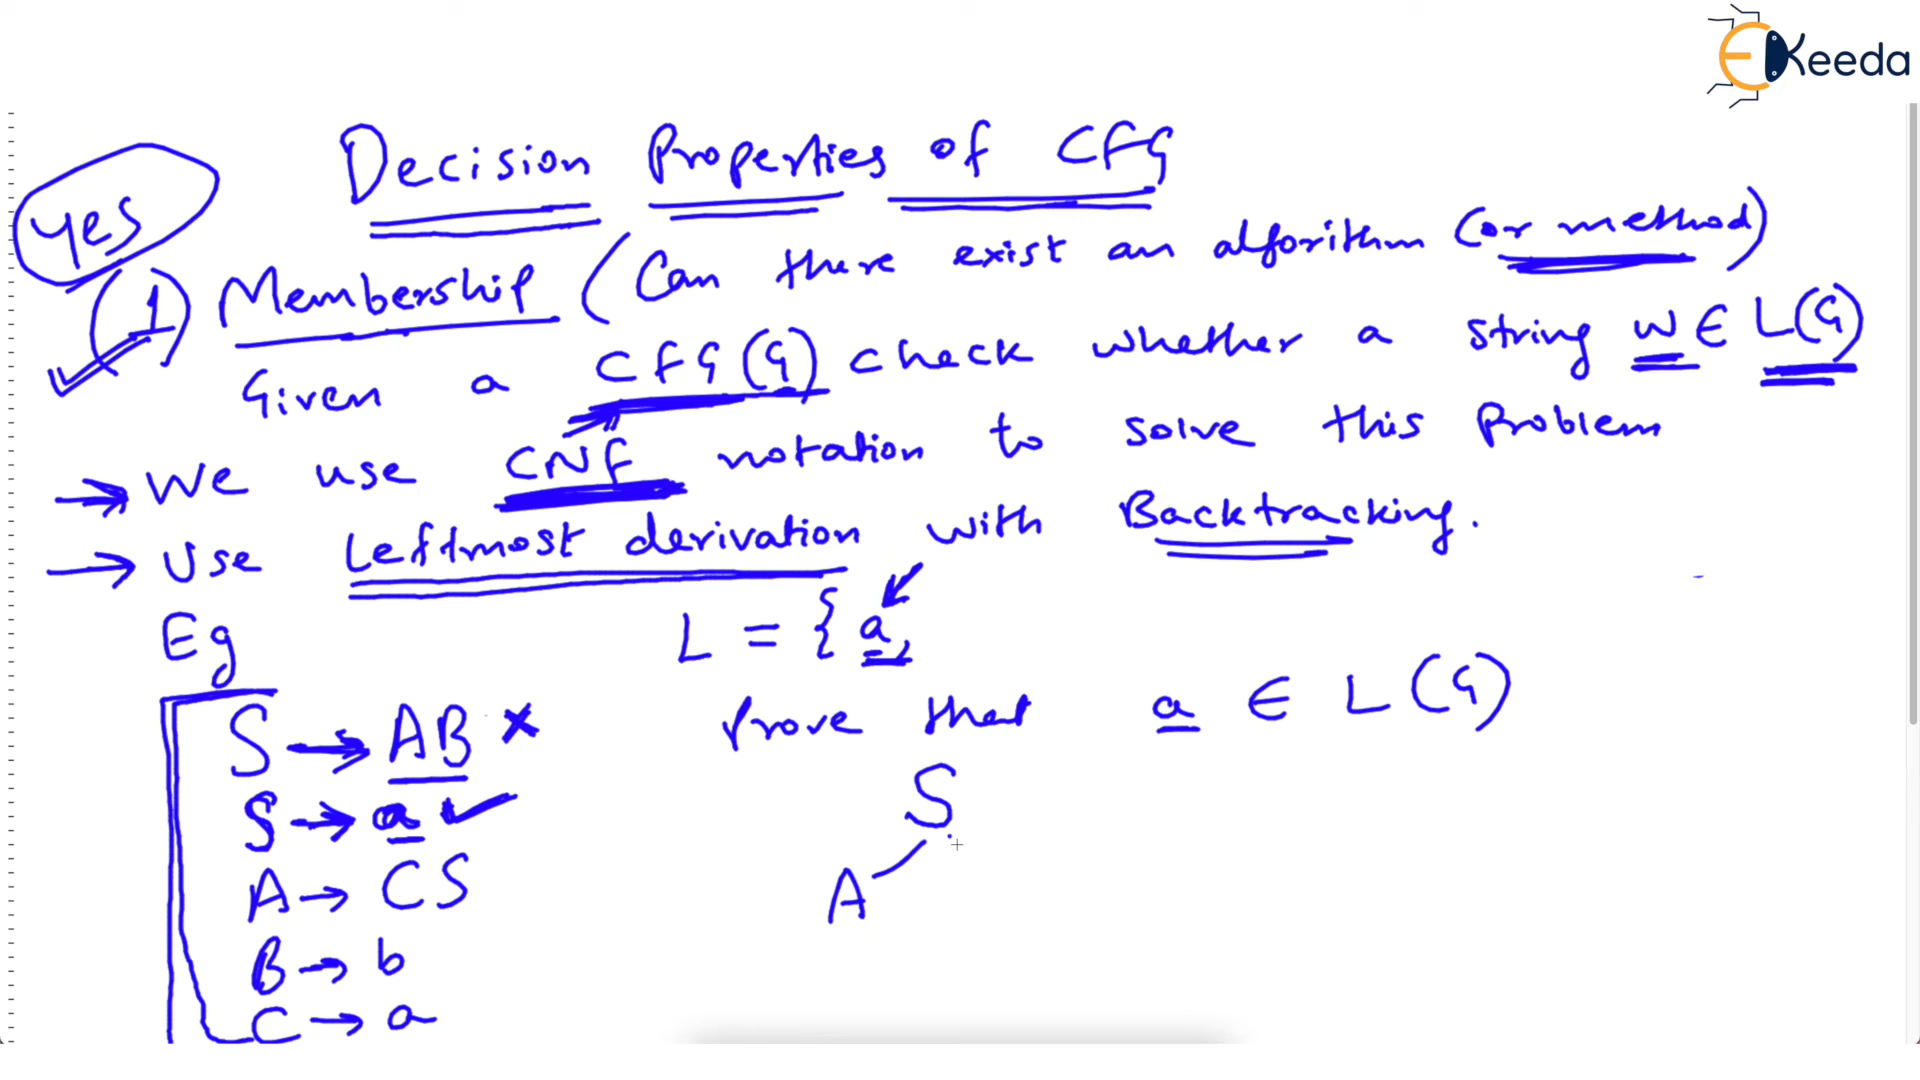 EKeeda
Decision Properties of CFG
yes
(1) Membership (Can there exist an algorithm (or method)
Given a CFG (G) check whether a string w ∈ L(G)
→ We use CNF notation to solve this Problem
→ Use leftmost derivation with Backtracking.
Eg L = { a,
S → AB ×
prove that a ∈ L(G)
S → a ✓
S
A → CS
A
B → b
C → a